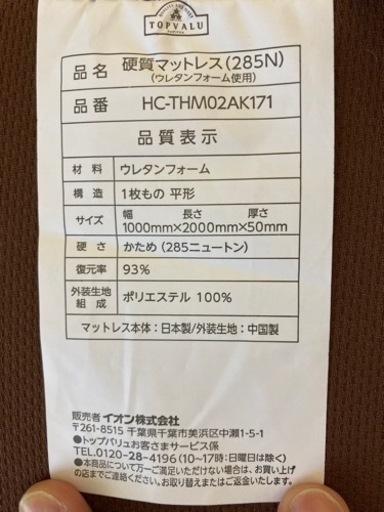 TOPVALU
品名 硬質マットレス(285N)
(ウレタンフォーム使用)
品番 HC-THM02AK171
品質表示
材料 ウレタンフォーム
構造 1枚もの 平形
サイズ 幅 長さ 厚さ
1000mm×2000mm×50mm
硬さ かため(285ニュートン)
復元率 93%
外装生地組成 ポリエステル 100%
マットレス本体:日本製/外装生地:中国製
販売者 イオン株式会社
〒261-8515 千葉県千葉市美浜区中瀬1-5-1
●トップバリュお客さまサービス係
TEL.0120-28-4196(10~17時:日曜日は除く)
●本商品について万一ご満足いただけない場合は、お買い上げ
の店までご連絡ください。お取り替えまたはご返金いたします。